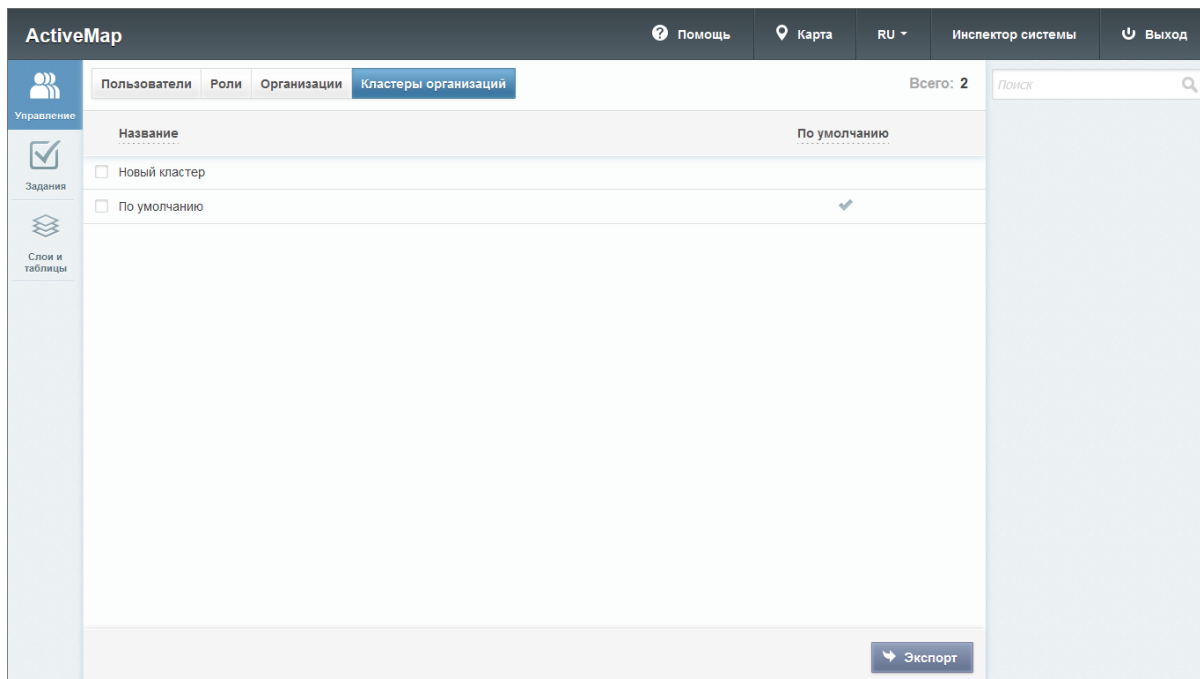 ActiveMap
Помощь
Карта
RU
Инспектор системы
Выход
Управление
Задания
Слои и
таблицы
Пользователи
Роли
Организации
Кластеры организаций
Всего: 2
Поиск
Название
По умолчанию
Новый кластер
По умолчанию
Экспорт